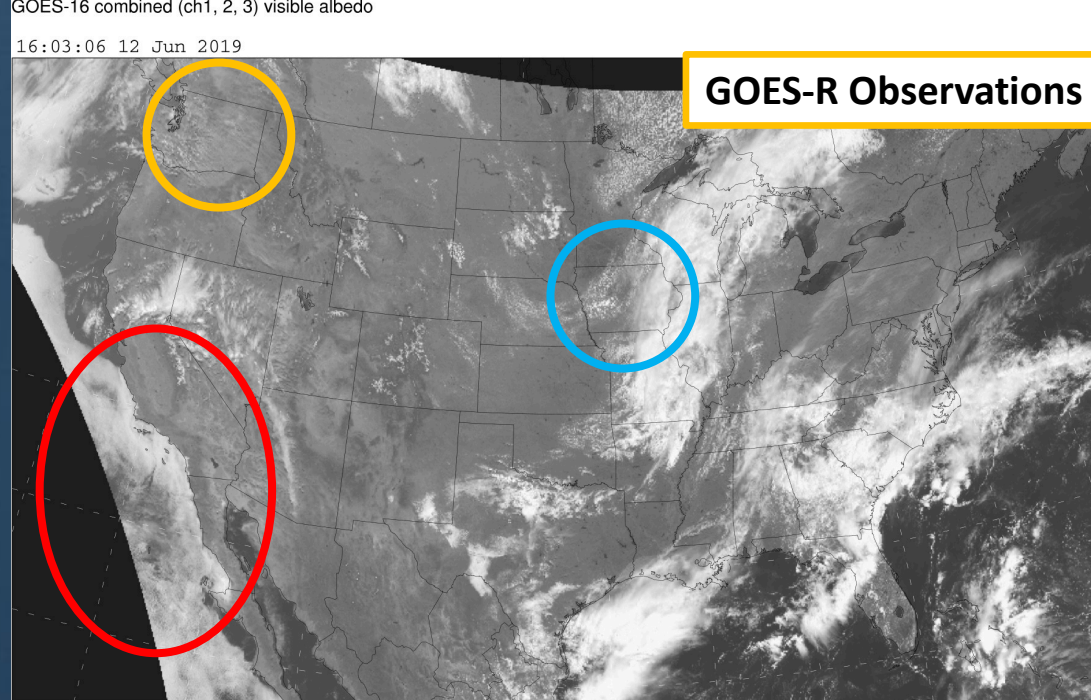 GOES-16 combined (ch1, 2, 3) visible albedo
16:03:06 12 Jun 2019
GOES-R Observations